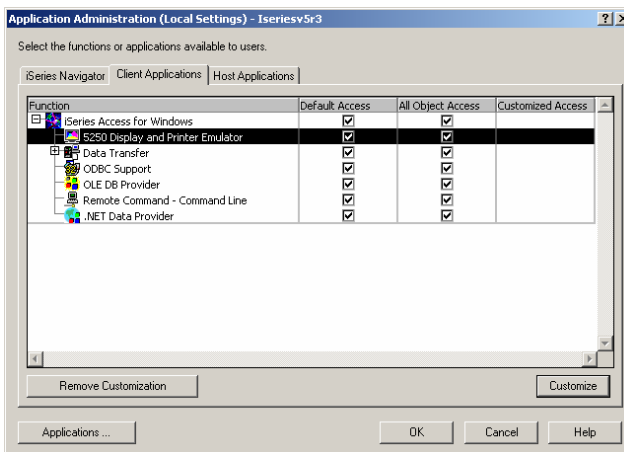 Application Administration (Local Settings) - Iseriesv5r3
Select the functions or applications available to users.
iSeries Navigator Client Applications Host Applications
Function Default Access All Object Access Customized Access
iSeries Access for Windows
5250 Display and Printer Emulator
Data Transfer
ODBC Support
OLE DB Provider
Remote Command - Command Line
.NET Data Provider
Remove Customization Customize
Applications ... OK Cancel Help